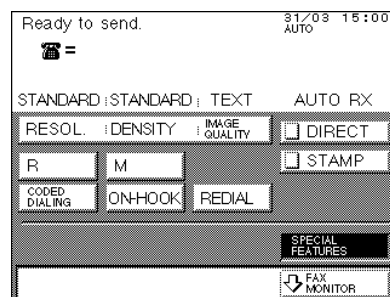 Ready to send. 31/03 15:00
AUTO
=
STANDARD STANDARD TEXT AUTO RX
RESOL. DENSITY IMAGE QUALITY DIRECT
R M STAMP
CODED DIALING ON-HOOK REDIAL
SPECIAL FEATURES
FAX MONITOR